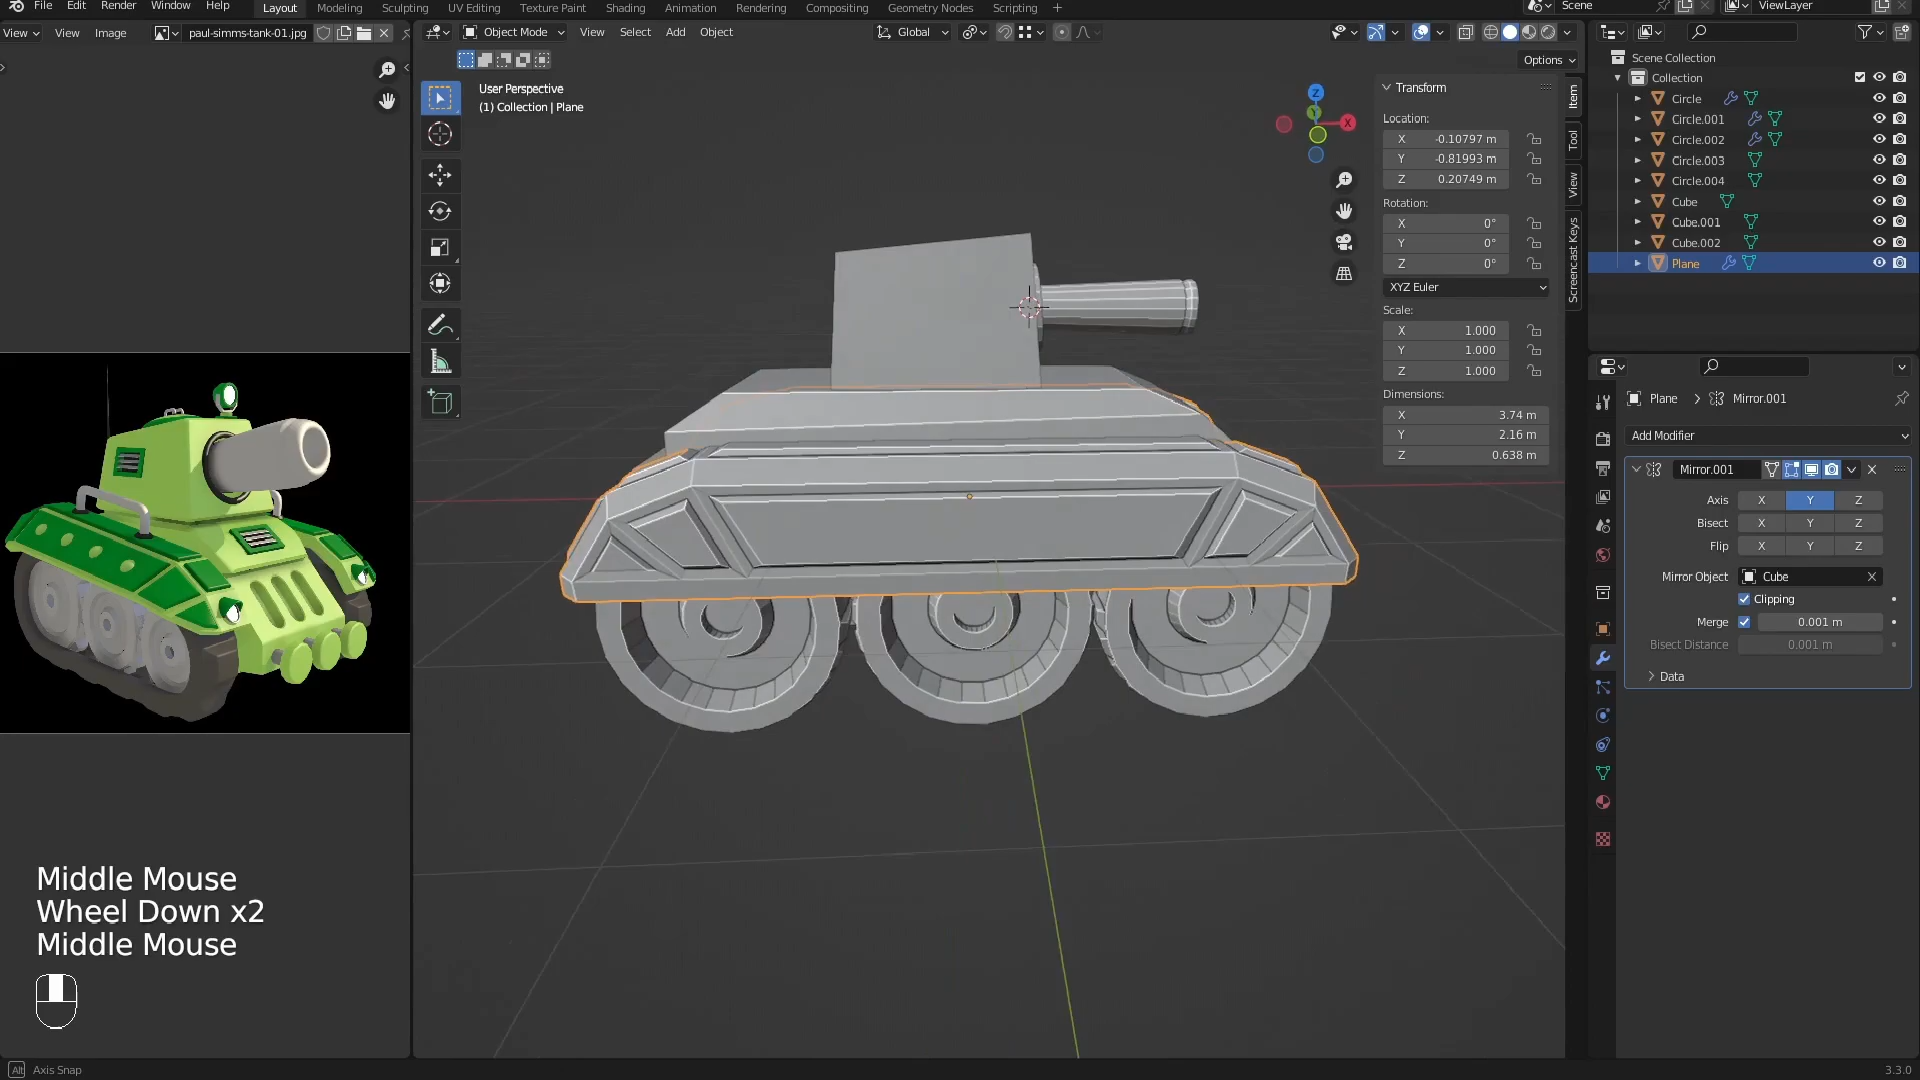 File Edit Render Window Help Layout Modeling Sculpting UV Editing Texture Paint Shading Animation Rendering Compositing Geometry Nodes Scripting + Scene ViewLayer
View View Image paul-simms-tank-01.jpg Object Mode View Select Add Object Global
Options
User Perspective
(1) Collection | Plane
Z
Y
X
Transform
Location:
X -0.10797 m
Y -0.81993 m
Z 0.20749 m
Rotation:
X 0°
Y 0°
Z 0°
XYZ Euler
Scale:
X 1.000
Y 1.000
Z 1.000
Dimensions:
X 3.74 m
Y 2.16 m
Z 0.638 m
Item
Tool
View
Screencast Keys
Scene Collection
Collection
Circle
Circle.001
Circle.002
Circle.003
Circle.004
Cube
Cube.001
Cube.002
Plane
Plane > Mirror.001
Add Modifier
Mirror.001
Axis X Y Z
Bisect X Y Z
Flip X Y Z
Mirror Object Cube
Clipping
Merge 0.001 m
Bisect Distance 0.001 m
Data
Middle Mouse
Wheel Down x2
Middle Mouse
Alt Axis Snap
3.3.0